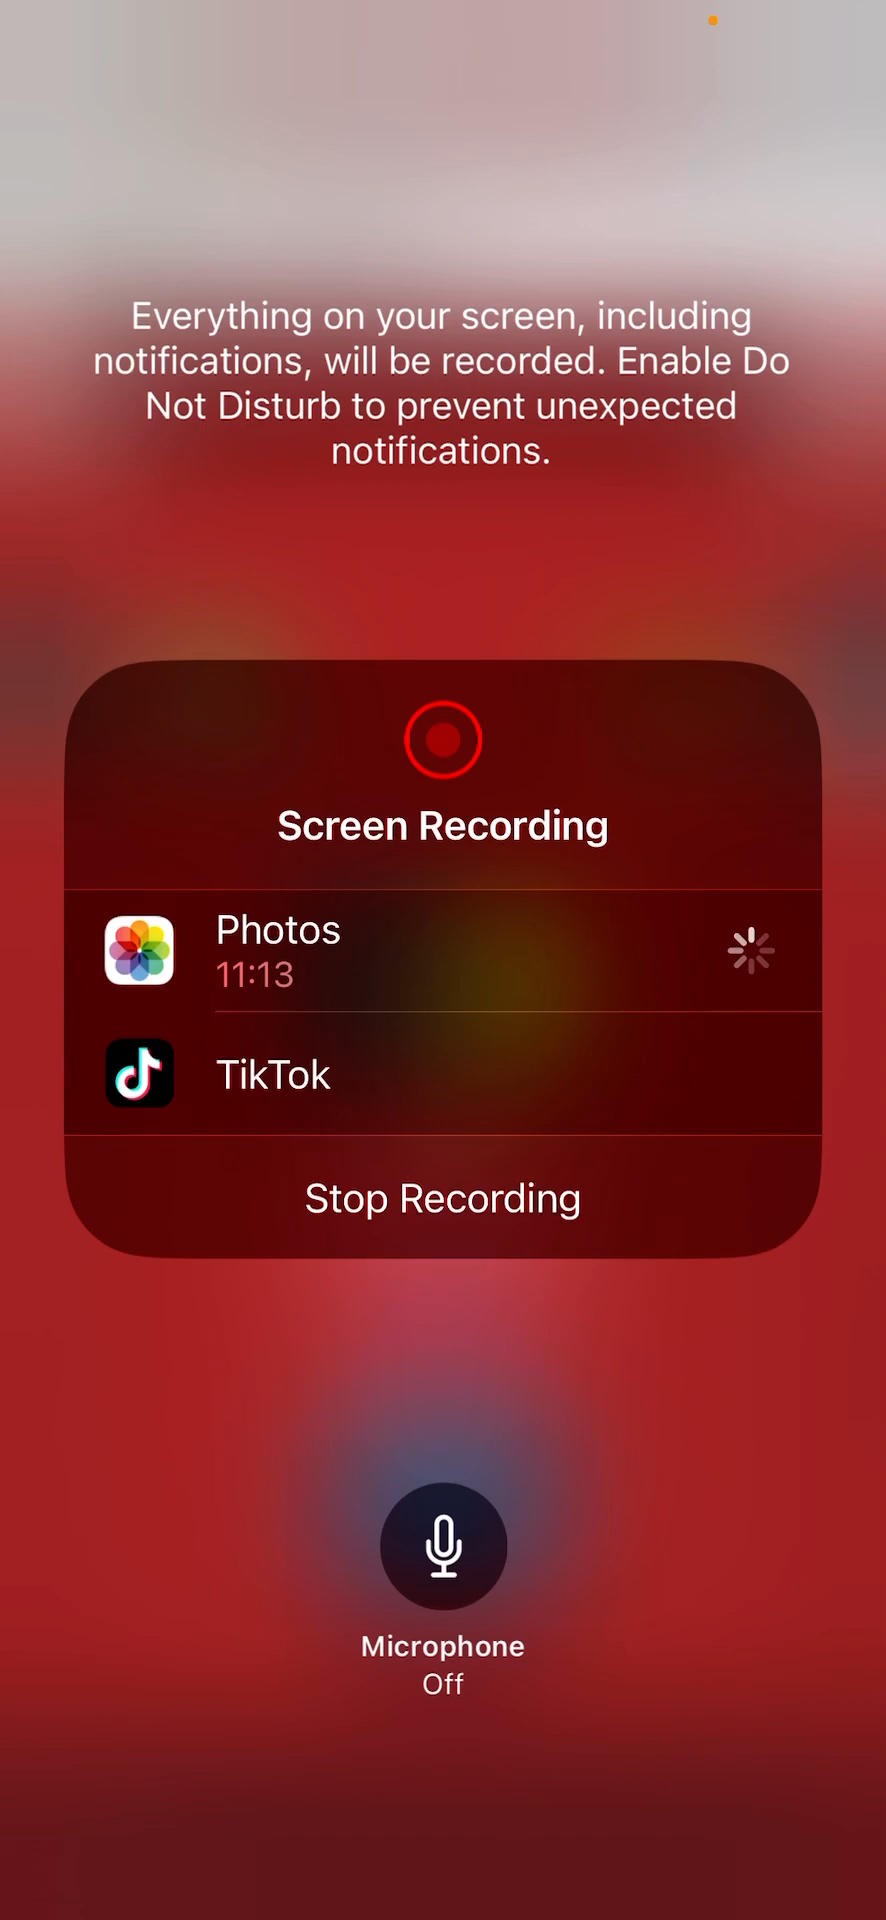 Everything on your screen, including
notifications, will be recorded. Enable Do
Not Disturb to prevent unexpected
notifications.
Screen Recording
Photos
11:13
TikTok
Stop Recording
Microphone
Off